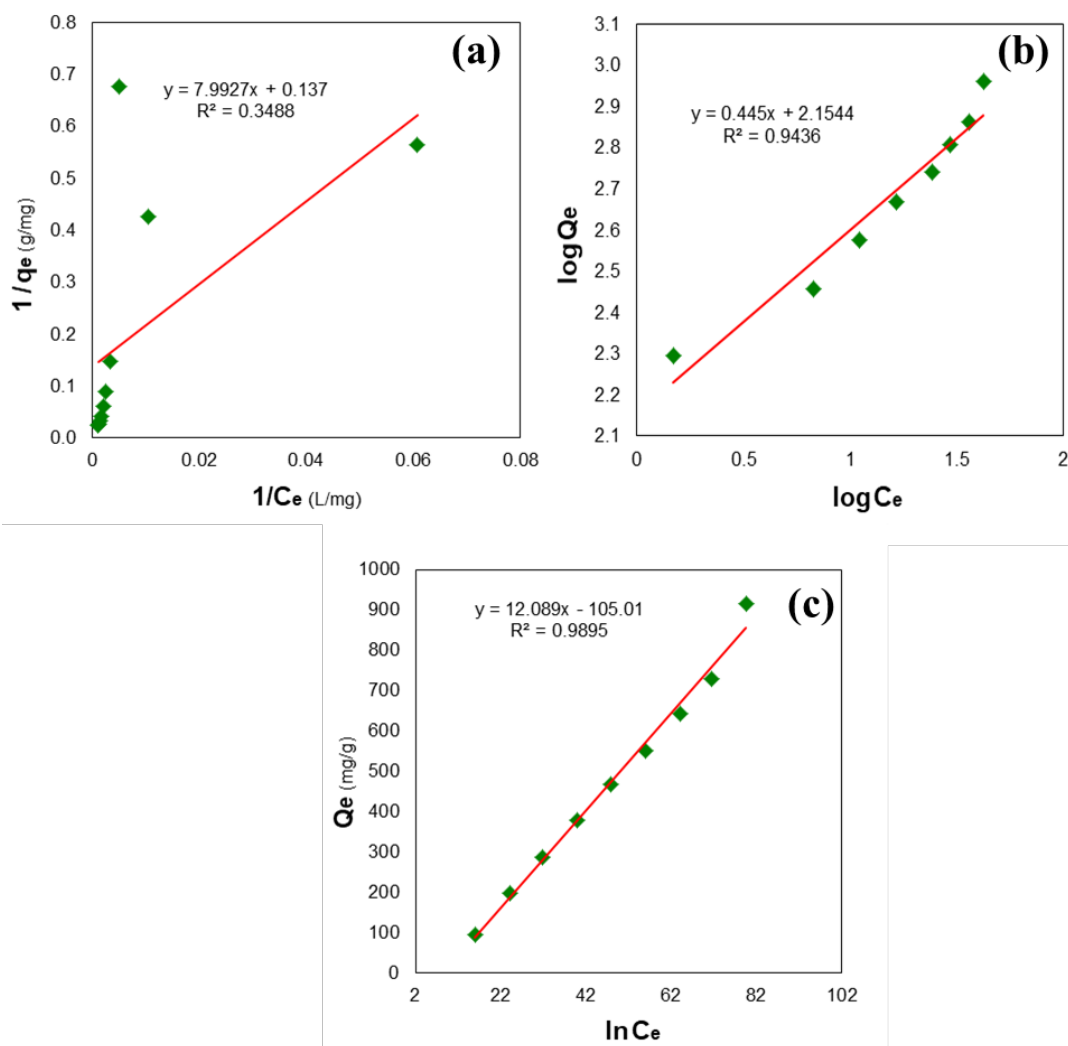 (a)
y = 7.9927x + 0.137
R² = 0.3488
0.8
0.7
0.6
0.5
0.4
0.3
0.2
0.1
0.0
1/qe (g/mg)
0 0.02 0.04 0.06 0.08
1/Ce (L/mg)
(b)
y = 0.445x + 2.1544
R² = 0.9436
3.1
3.0
2.9
2.8
2.7
2.6
2.5
2.4
2.3
2.2
2.1
logQe
0 0.5 1 1.5 2
logCe
(c)
y = 12.089x - 105.01
R² = 0.9895
1000
900
800
700
600
500
400
300
200
100
0
Qe (mg/g)
2 22 42 62 82 102
lnCe